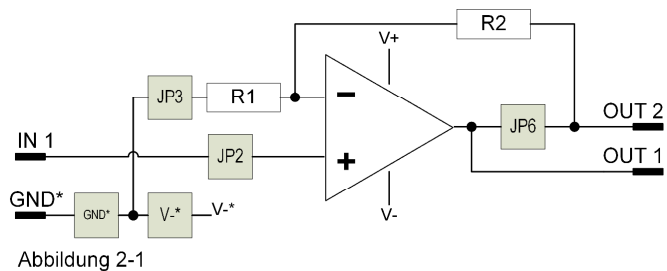 R2
V+
JP3
R1
−
OUT 2
IN 1
JP2
+
JP6
OUT 1
GND*
GND*
V-*
V-*
V-
Abbildung 2-1